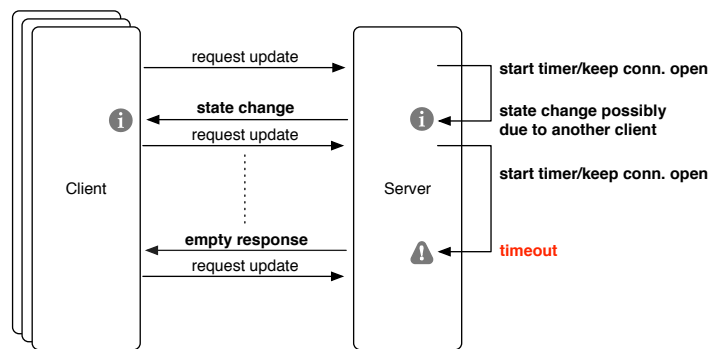 request update
start timer/keep conn. open
state change
state change possibly
due to another client
request update
start timer/keep conn. open
Client
Server
empty response
timeout
request update